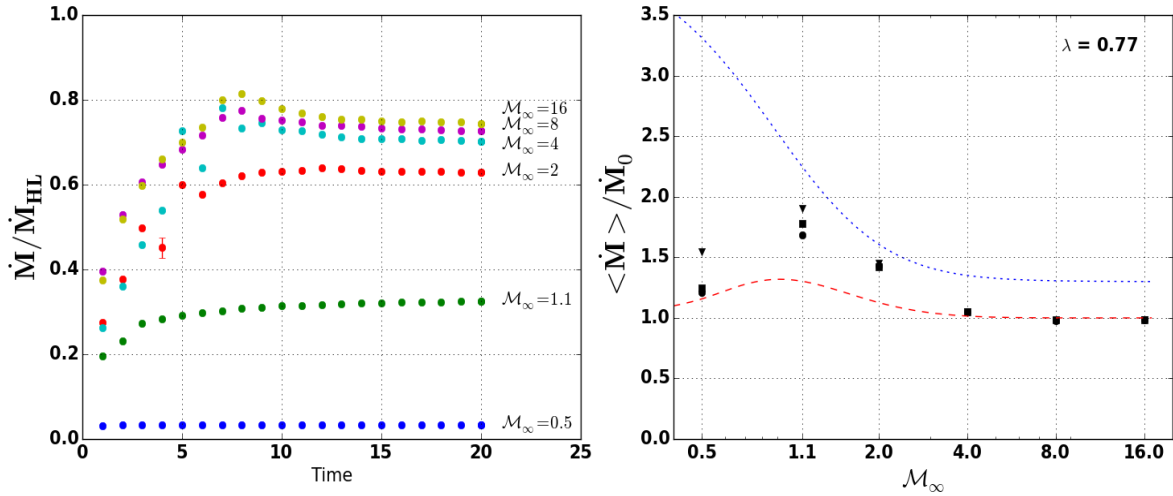 1.0
0.8
0.6
0.4
0.2
0.0
Ṁ/Ṁ_HL
0 5 10 15 20 25
Time
ℳ∞=16
ℳ∞=8
ℳ∞=4
ℳ∞=2
ℳ∞=1.1
ℳ∞=0.5
3.5
3.0
2.5
2.0
1.5
1.0
0.5
0.0
<Ṁ>/Ṁ₀
λ = 0.77
0.5 1.1 2.0 4.0 8.0 16.0
ℳ∞